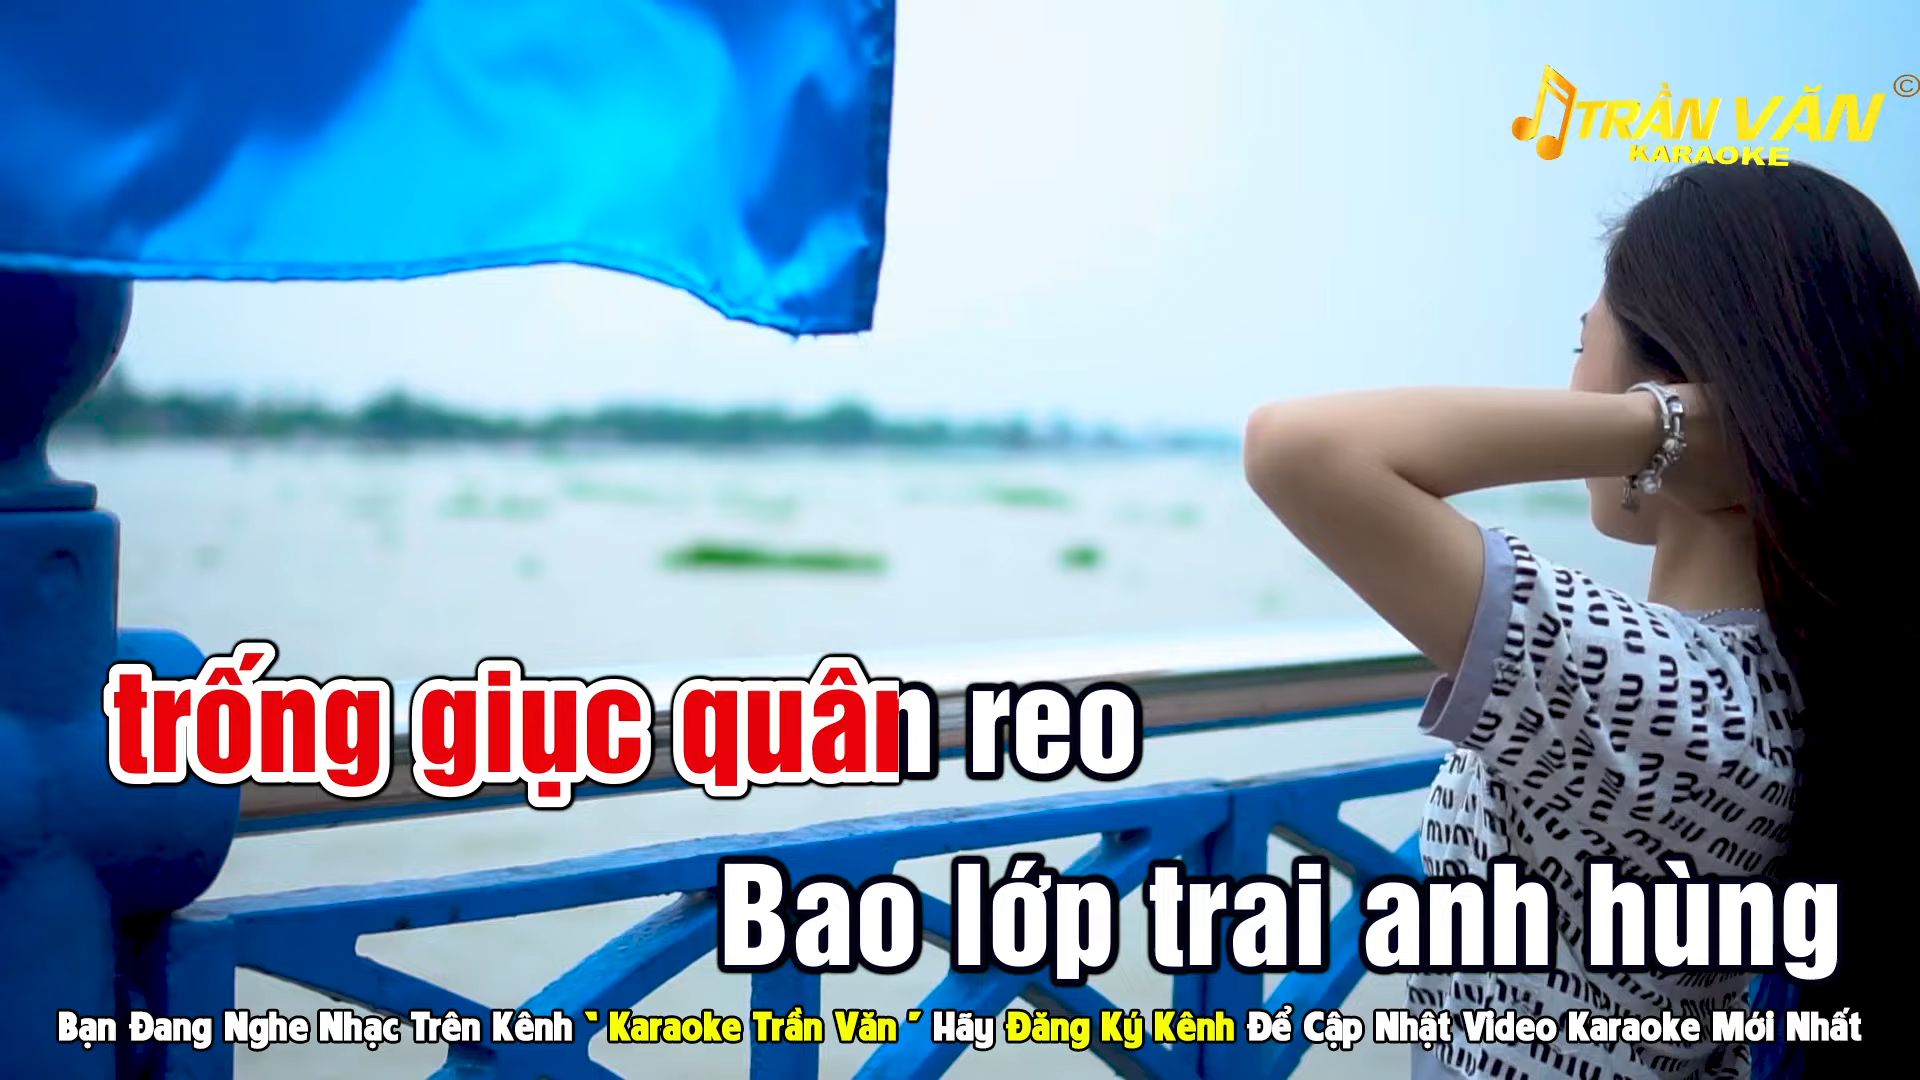 TRẦN VĂN ©
KARAOKE
trống giục quân reo
Bao lớp trai anh hùng
Bạn Đang Nghe Nhạc Trên Kênh ` Karaoke Trần Văn ´ Hãy Đăng Ký Kênh Để Cập Nhật Video Karaoke Mới Nhất